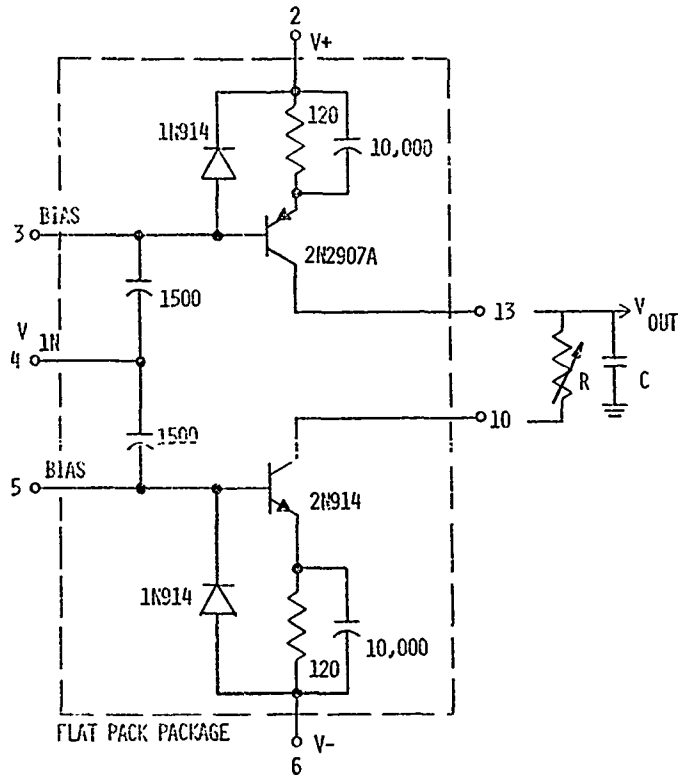 2
V+
120
1N914
10,000
BIAS
3
2N2907A
1500
13
V OUT
V IN
4
R
C
10
1500
BIAS
5
2N914
1N914
120
10,000
FLAT PACK PACKAGE
V-
6